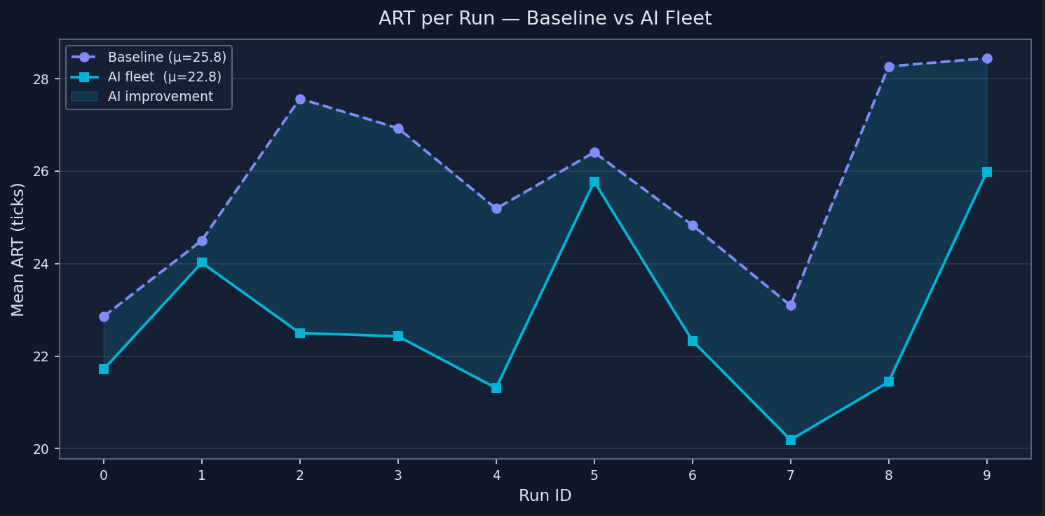 ART per Run — Baseline vs AI Fleet
Baseline (μ=25.8)
AI fleet  (μ=22.8)
AI improvement
Mean ART (ticks)
28
26
24
22
20
0 1 2 3 4 5 6 7 8 9
Run ID